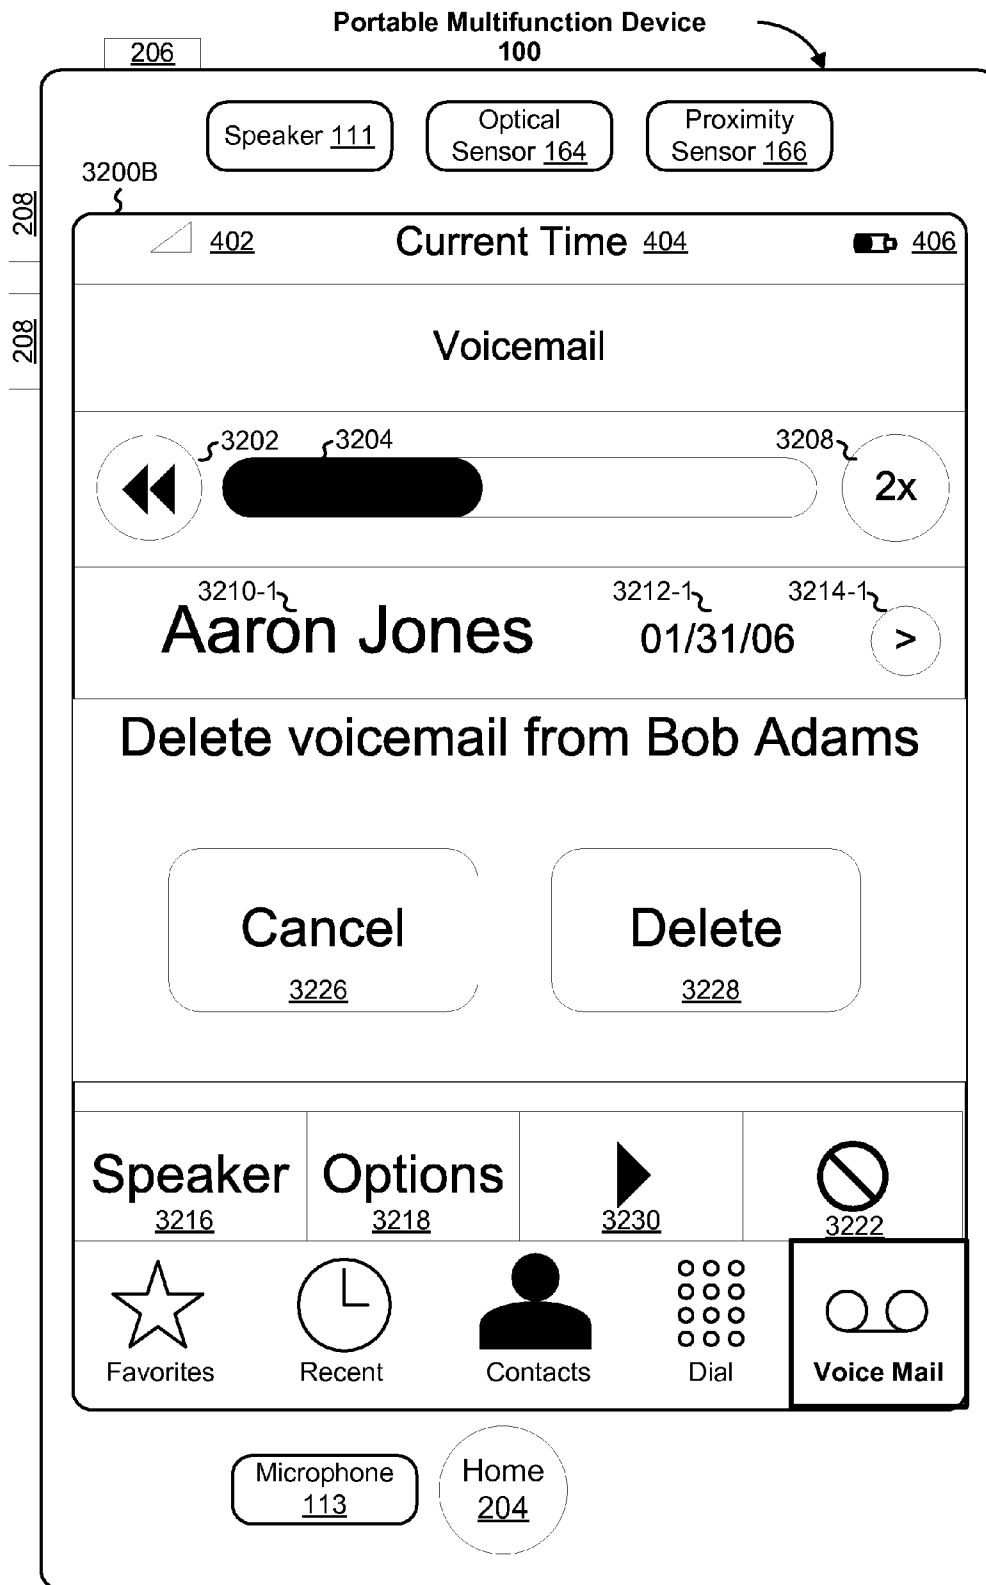 Portable Multifunction Device
100
206
Speaker 111
Optical
Sensor 164
Proximity
Sensor 166
3200B
208
208
402
Current Time 404
406
Voicemail
3202
3204
3208
2x
3210-1
3212-1
3214-1
Aaron Jones
01/31/06
>
Delete voicemail from Bob Adams
Cancel
3226
Delete
3228
Speaker
3216
Options
3218
3230
3222
Favorites
Recent
Contacts
Dial
Voice Mail
Microphone
113
Home
204